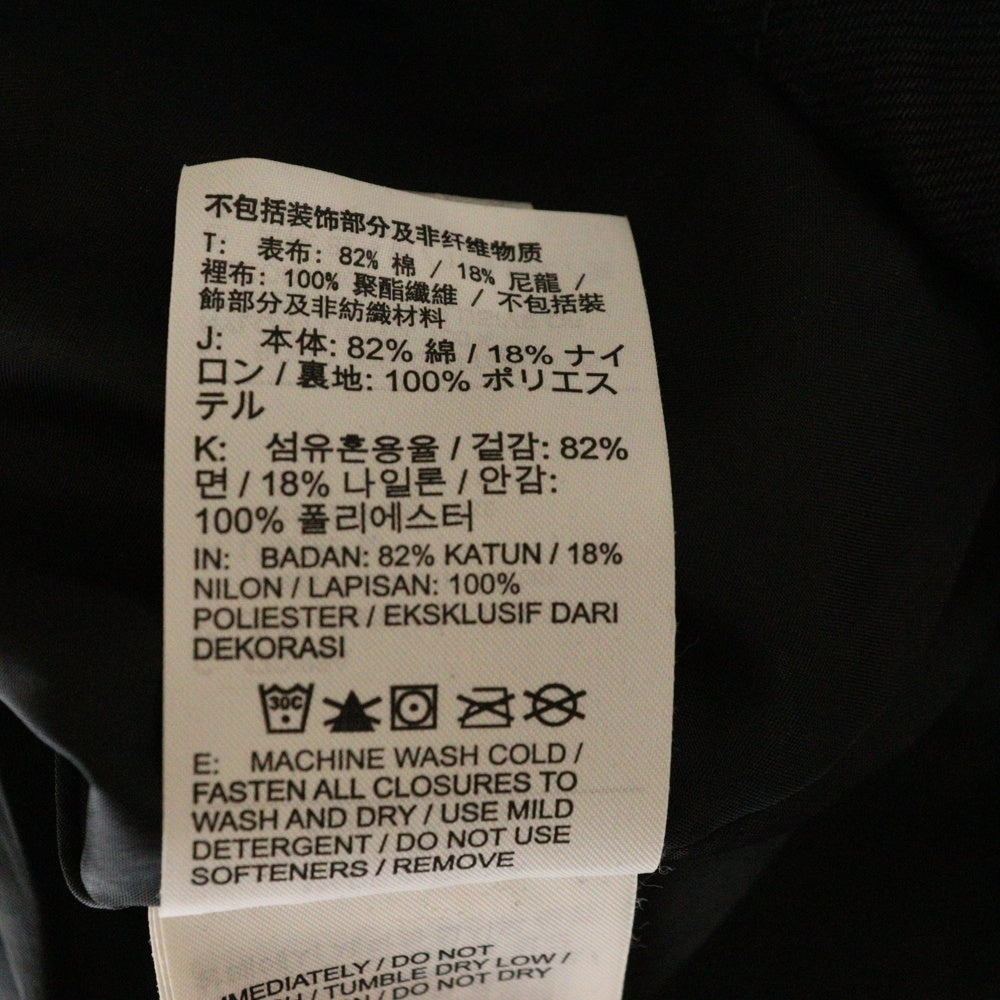 不包括装饰部分及非纤维物质
T: 表布: 82% 棉 / 18% 尼龍 /
裡布: 100% 聚酯纖維 / 不包括裝
飾部分及非紡織材料
J: 本体: 82% 綿 / 18% ナイ
ロン / 裏地: 100% ポリエス
テル
K: 섬유혼용율 / 겉감: 82%
면 / 18% 나일론 / 안감:
100% 폴리에스터
IN: BADAN: 82% KATUN / 18%
NILON / LAPISAN: 100%
POLIESTER / EKSKLUSIF DARI
DEKORASI
30C
E: MACHINE WASH COLD /
FASTEN ALL CLOSURES TO
WASH AND DRY / USE MILD
DETERGENT / DO NOT USE
SOFTENERS / REMOVE
MEDIATELY / DO NOT
/ TUMBLE DRY LOW /
/ DO NOT DRY